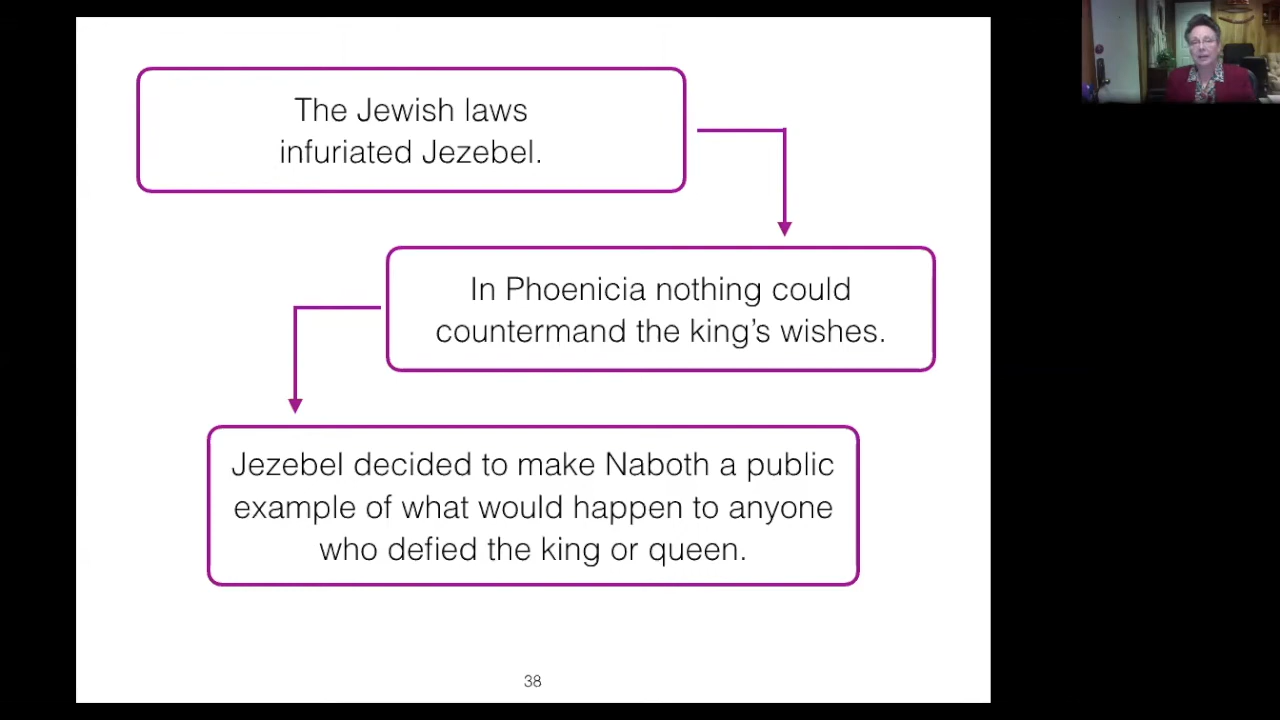 The Jewish laws
infuriated Jezebel.
In Phoenicia nothing could
countermand the king’s wishes.
Jezebel decided to make Naboth a public
example of what would happen to anyone
who defied the king or queen.
38